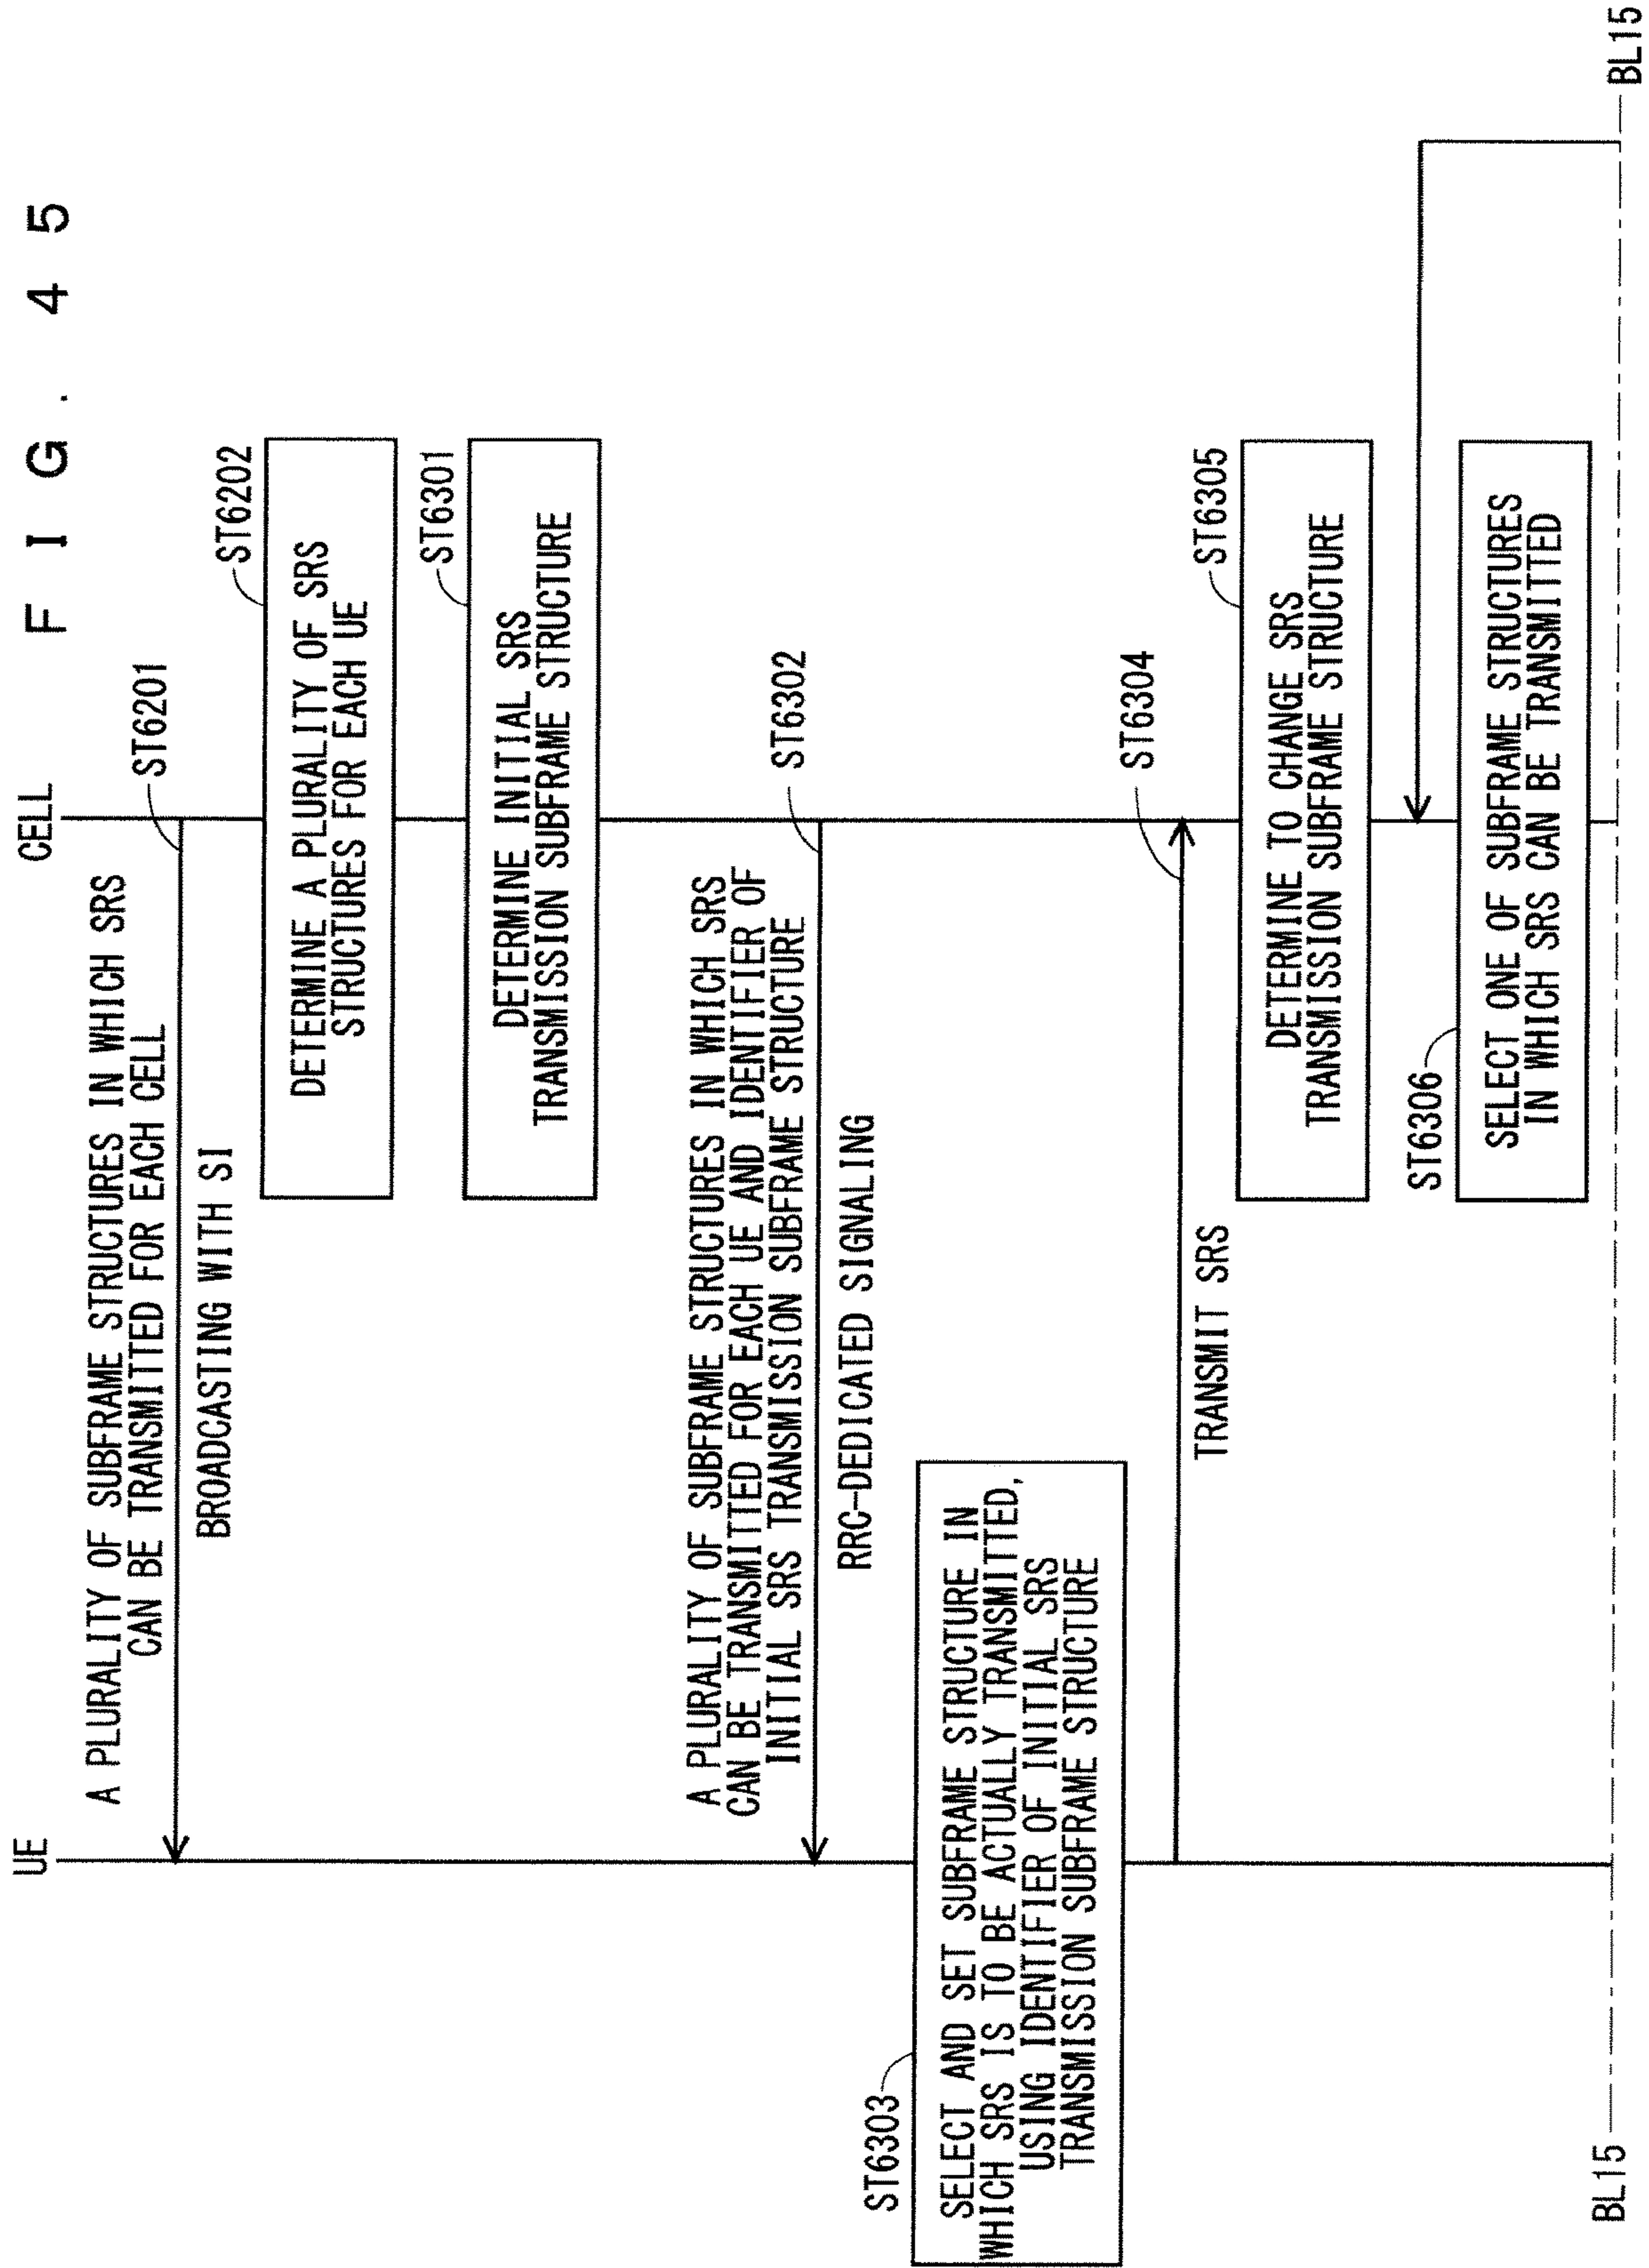 F I G . 4 5
UE
CELL
A PLURALITY OF SUBFRAME STRUCTURES IN WHICH SRS
CAN BE TRANSMITTED FOR EACH CELL
ST6201
BROADCASTING WITH SI
ST6202
DETERMINE A PLURALITY OF SRS
STRUCTURES FOR EACH UE
ST6301
DETERMINE INITIAL SRS
TRANSMISSION SUBFRAME STRUCTURE
A PLURALITY OF SUBFRAME STRUCTURES IN WHICH SRS
CAN BE TRANSMITTED FOR EACH UE AND IDENTIFIER OF
INITIAL SRS TRANSMISSION SUBFRAME STRUCTURE
ST6302
RRC-DEDICATED SIGNALING
ST6303
SELECT AND SET SUBFRAME STRUCTURE IN
WHICH SRS IS TO BE ACTUALLY TRANSMITTED,
USING IDENTIFIER OF INITIAL SRS
TRANSMISSION SUBFRAME STRUCTURE
ST6304
TRANSMIT SRS
ST6305
DETERMINE TO CHANGE SRS
TRANSMISSION SUBFRAME STRUCTURE
ST6306
SELECT ONE OF SUBFRAME STRUCTURES
IN WHICH SRS CAN BE TRANSMITTED
BL15
BL15